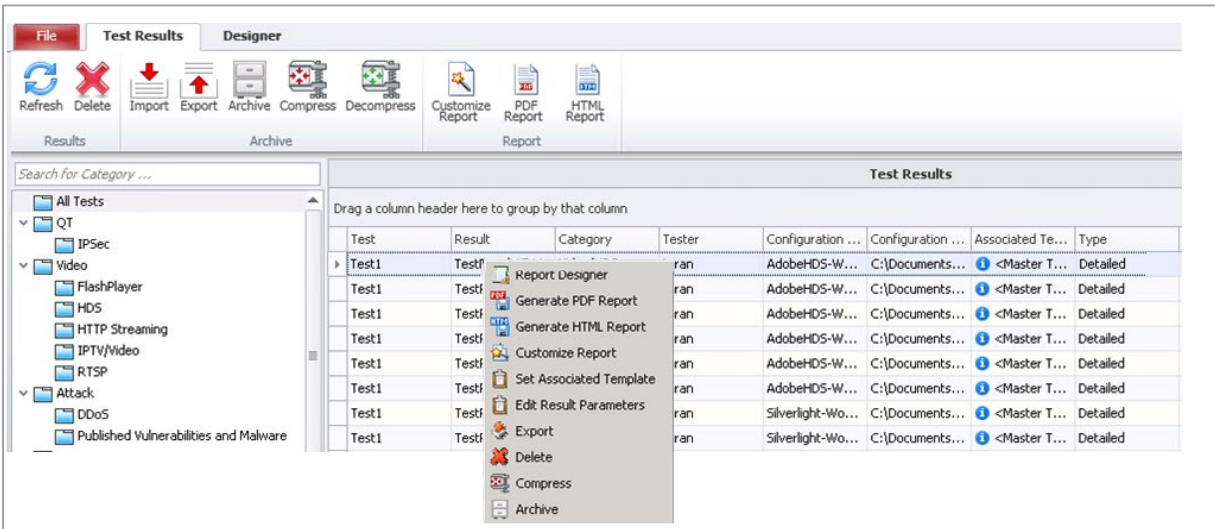 File Test Results Designer
Refresh Delete Import Export Archive Compress Decompress Customize Report PDF Report HTML Report
Results Archive Report
Search for Category ...
Test Results
All Tests
Drag a column header here to group by that column
QT
IPSec
Video
FlashPlayer
HDS
HTTP Streaming
IPTV/Video
RTSP
Attack
DDoS
Published Vulnerabilities and Malware
Test Result Category Tester Configuration ... Configuration ... Associated Te... Type
Test1 ran AdobeHDS-W... C:\Documents... <Master T... Detailed
Test1 ran AdobeHDS-W... C:\Documents... <Master T... Detailed
Test1 ran AdobeHDS-W... C:\Documents... <Master T... Detailed
Test1 ran AdobeHDS-W... C:\Documents... <Master T... Detailed
Test1 ran AdobeHDS-W... C:\Documents... <Master T... Detailed
Test1 ran Silverlight-Wo... C:\Documents... <Master T... Detailed
Test1 ran Silverlight-Wo... C:\Documents... <Master T... Detailed
Report Designer
Generate PDF Report
Generate HTML Report
Customize Report
Set Associated Template
Edit Result Parameters
Export
Delete
Compress
Archive